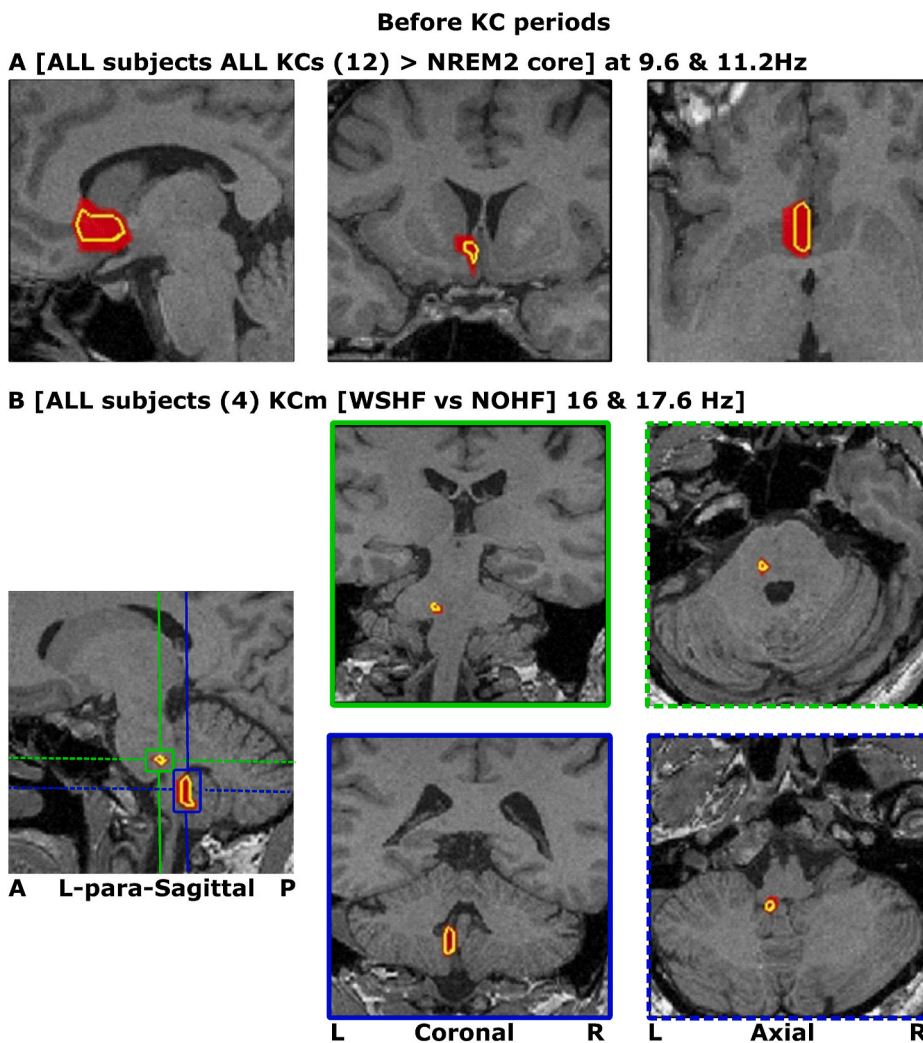 Before KC periods
A [ALL subjects ALL KCs (12) > NREM2 core] at 9.6 & 11.2Hz
B [ALL subjects (4) KCm [WSHF vs NOHF] 16 & 17.6 Hz]
A L-para-Sagittal P
L Coronal R
L Axial R